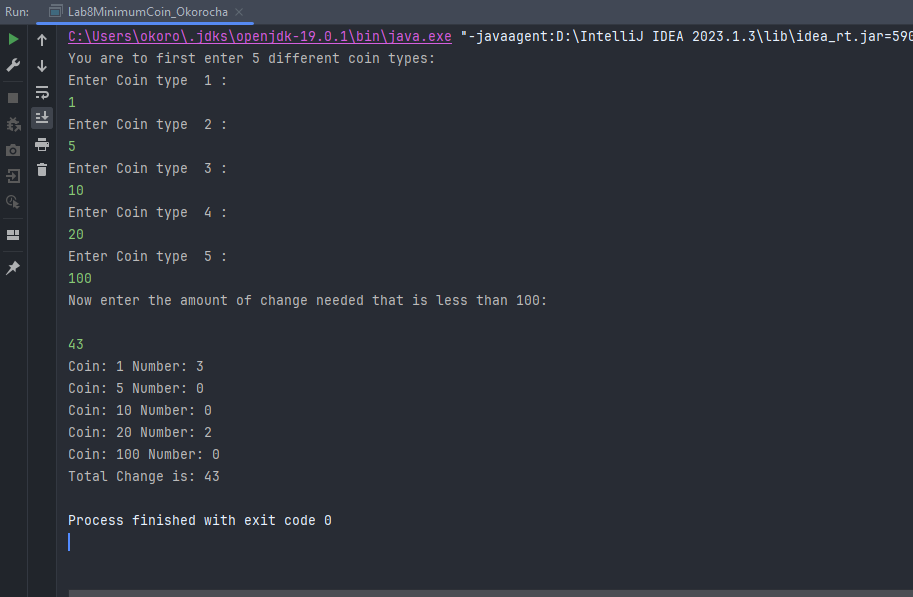 Run: Lab8MinimumCoin_Okorocha
C:\Users\okoro\.jdks\openjdk-19.0.1\bin\java.exe "-javaagent:D:\IntelliJ IDEA 2023.1.3\lib\idea_rt.jar=590
You are to first enter 5 different coin types:
Enter Coin type  1 :
1
Enter Coin type  2 :
5
Enter Coin type  3 :
10
Enter Coin type  4 :
20
Enter Coin type  5 :
100
Now enter the amount of change needed that is less than 100:
43
Coin: 1 Number: 3
Coin: 5 Number: 0
Coin: 10 Number: 0
Coin: 20 Number: 2
Coin: 100 Number: 0
Total Change is: 43
Process finished with exit code 0